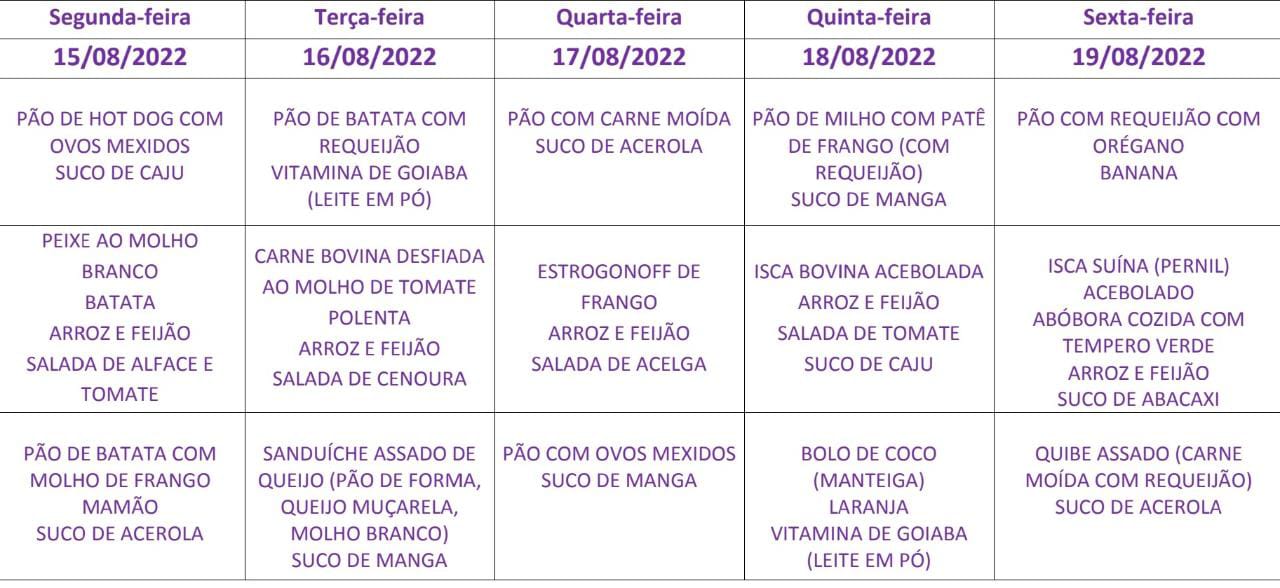 Segunda-feira
Terça-feira
Quarta-feira
Quinta-feira
Sexta-feira
15/08/2022
16/08/2022
17/08/2022
18/08/2022
19/08/2022
PÃO DE HOT DOG COM
OVOS MEXIDOS
SUCO DE CAJU
PÃO DE BATATA COM
REQUEIJÃO
VITAMINA DE GOIABA
(LEITE EM PÓ)
PÃO COM CARNE MOÍDA
SUCO DE ACEROLA
PÃO DE MILHO COM PATÊ
DE FRANGO (COM
REQUEIJÃO)
SUCO DE MANGA
PÃO COM REQUEIJÃO COM
ORÉGANO
BANANA
PEIXE AO MOLHO
BRANCO
BATATA
ARROZ E FEIJÃO
SALADA DE ALFACE E
TOMATE
CARNE BOVINA DESFIADA
AO MOLHO DE TOMATE
POLENTA
ARROZ E FEIJÃO
SALADA DE CENOURA
ESTROGONOFF DE
FRANGO
ARROZ E FEIJÃO
SALADA DE ACELGA
ISCA BOVINA ACEBOLADA
ARROZ E FEIJÃO
SALADA DE TOMATE
SUCO DE CAJU
ISCA SUÍNA (PERNIL)
ACEBOLADO
ABÓBORA COZIDA COM
TEMPERO VERDE
ARROZ E FEIJÃO
SUCO DE ABACAXI
PÃO DE BATATA COM
MOLHO DE FRANGO
MAMÃO
SUCO DE ACEROLA
SANDUÍCHE ASSADO DE
QUEIJO (PÃO DE FORMA,
QUEIJO MUÇARELA,
MOLHO BRANCO)
SUCO DE MANGA
PÃO COM OVOS MEXIDOS
SUCO DE MANGA
BOLO DE COCO
(MANTEIGA)
LARANJA
VITAMINA DE GOIABA
(LEITE EM PÓ)
QUIBE ASSADO (CARNE
MOÍDA COM REQUEIJÃO)
SUCO DE ACEROLA